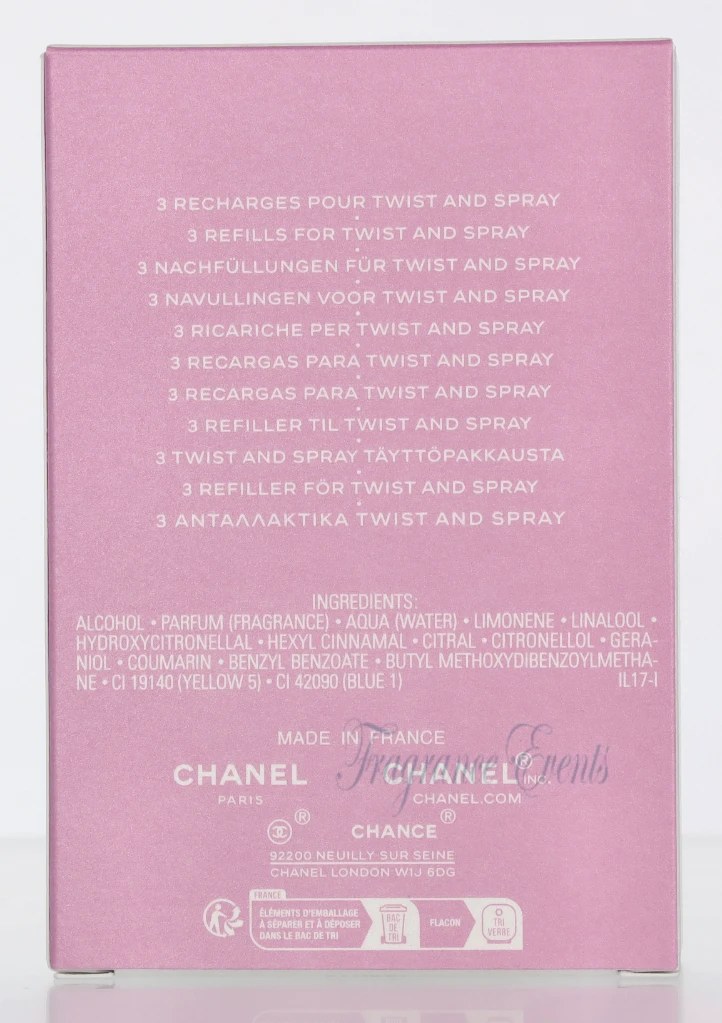 3 RECHARGES POUR TWIST AND SPRAY
•
3 REFILLS FOR TWIST AND SPRAY
•
3 NACHFÜLLUNGEN FÜR TWIST AND SPRAY
•
3 NAVULLINGEN VOOR TWIST AND SPRAY
•
3 RICARICHE PER TWIST AND SPRAY
•
3 RECARGAS PARA TWIST AND SPRAY
•
3 RECARGAS PARA TWIST AND SPRAY
•
3 REFILLER TIL TWIST AND SPRAY
•
3 TWIST AND SPRAY TÄYTTÖPAKKAUSTA
•
3 REFILLER FÖR TWIST AND SPRAY
•
3 ΑΝΤΑΛΛΑΚΤΙΚΑ TWIST AND SPRAY
INGREDIENTS:
ALCOHOL • PARFUM (FRAGRANCE) • AQUA (WATER) • LIMONENE • LINALOOL •
HYDROXYCITRONELLAL • HEXYL CINNAMAL • CITRAL • CITRONELLOL • GERA-
NIOL • COUMARIN • BENZYL BENZOATE • BUTYL METHOXYDIBENZOYLMETHA-
NE • CI 19140 (YELLOW 5) • CI 42090 (BLUE 1) IL17-I
MADE IN FRANCE
Fragrance Events
CHANEL CHANEL® INC.
PARIS CHANEL.COM
® CHANCE®
92200 NEUILLY SUR SEINE
CHANEL LONDON W1J 6DG
FRANCE
ÉLÉMENTS D'EMBALLAGE
À SÉPARER ET À DÉPOSER
DANS LE BAC DE TRI
BAC
DE
TRI
FLACON
TRI
VERRE